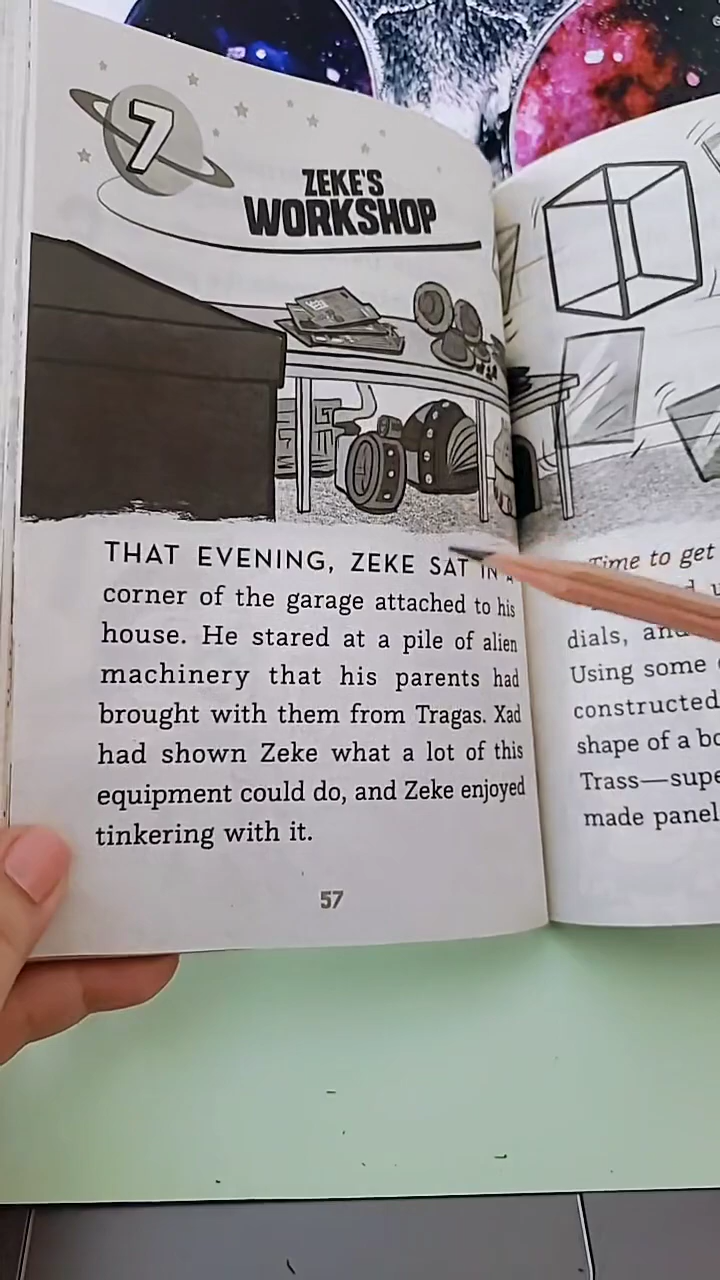 7
ZEKE'S
WORKSHOP
THAT EVENING, ZEKE SAT IN A
corner of the garage attached to his
house. He stared at a pile of alien
machinery that his parents had
brought with them from Tragas. Xad
had shown Zeke what a lot of this
equipment could do, and Zeke enjoyed
tinkering with it.
57
Time to get
dials, and
Using some
constructed
shape of a
Trass—supe
made panel